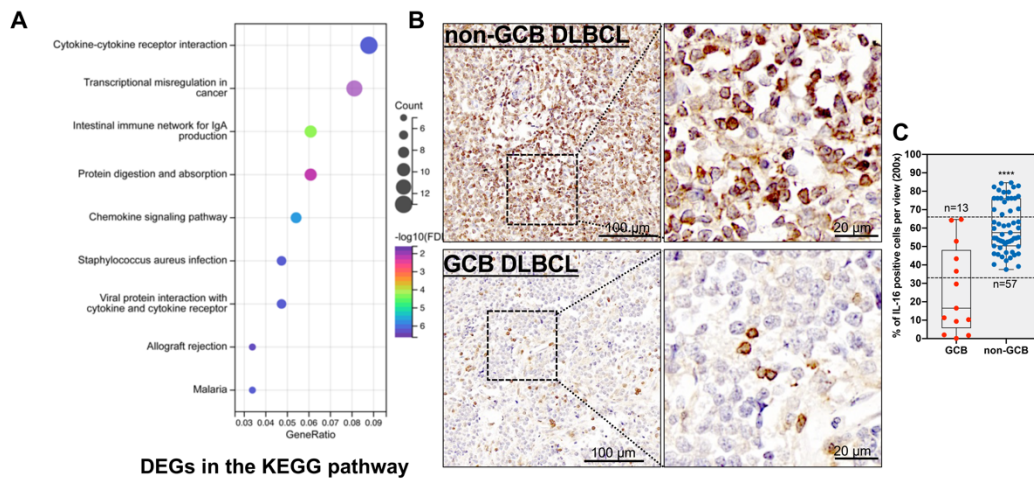 A
Cytokine-cytokine receptor interaction
Transcriptional misregulation in
cancer
Intestinal immune network for IgA
production
Protein digestion and absorption
Chemokine signaling pathway
Staphylococcus aureus infection
Viral protein interaction with
cytokine and cytokine receptor
Allograft rejection
Malaria
0.03 0.04 0.05 0.06 0.07 0.08 0.09
GeneRatio
Count
6
8
10
12
-log10(FD
2
3
4
5
6
DEGs in the KEGG pathway
B
non-GCB DLBCL
100 µm
20 µm
GCB DLBCL
100 µm
20 µm
C
% of IL-16 positive cells per view (200x)
100
90
80
70
60
50
40
30
20
10
0
****
n=13
n=57
GCB non-GCB